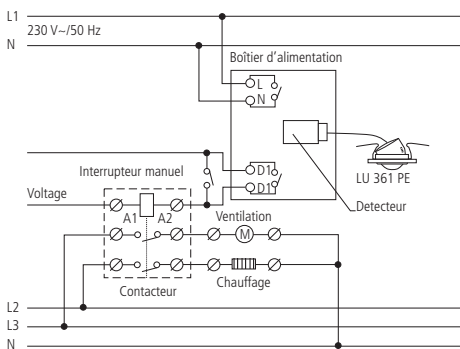 L1
230 V~/50 Hz
N
Boîtier d'alimentation
L
N
LU 361 PE
D1
D1
Interrupteur manuel
Detecteur
Voltage
A1 A2
Ventilation
M
Contacteur
Chauffage
L2
L3
N